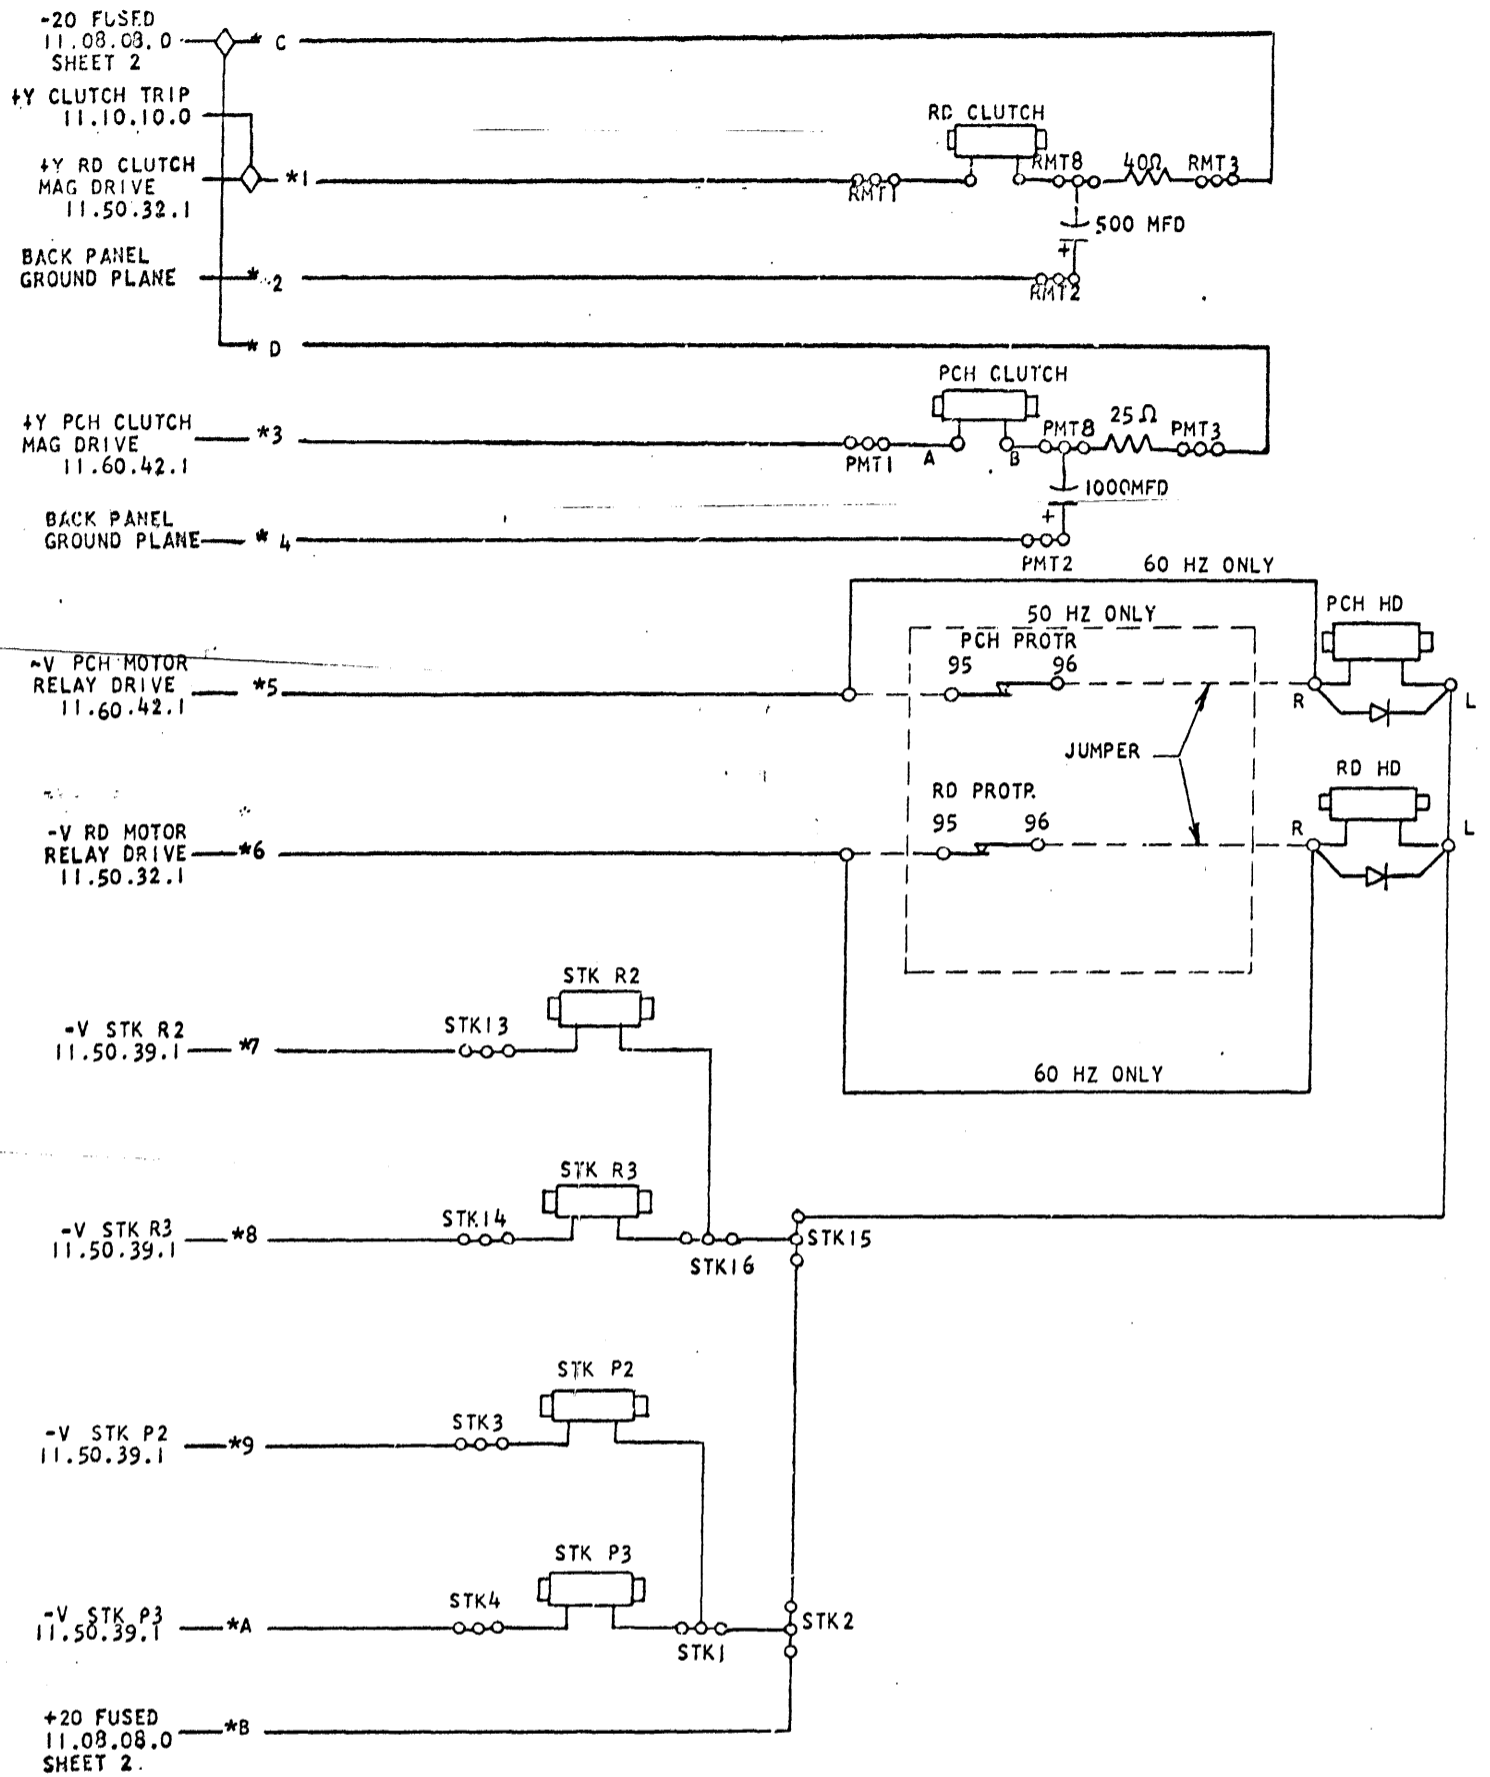 -20 FUSED
11.08.08.0
SHEET 2
* C
+Y CLUTCH TRIP
11.10.10.0
RD CLUTCH
+Y RD CLUTCH
MAG DRIVE
11.50.32.1
*1
RMT1
RMT8
40Ω
RMT3
500 MFD
+
BACK PANEL
GROUND PLANE
* 2
RMT2
* D
PCH CLUTCH
+Y PCH CLUTCH
MAG DRIVE
11.60.42.1
*3
PMT1
A
B
PMT8
25 Ω
PMT3
1000MFD
+
BACK PANEL
GROUND PLANE
* 4
PMT2
60 HZ ONLY
50 HZ ONLY
PCH PROTR
95
96
PCH HD
~V PCH MOTOR
RELAY DRIVE
11.60.42.1
*5
R
L
JUMPER
RD PROTR.
95
96
RD HD
-V RD MOTOR
RELAY DRIVE
11.50.32.1
*6
R
L
60 HZ ONLY
STK R2
-V STK R2
11.50.39.1
*7
STK13
STK R3
-V STK R3
11.50.39.1
*8
STK14
STK16
STK15
STK P2
-V STK P2
11.50.39.1
*9
STK3
STK P3
-V STK P3
11.50.39.1
*A
STK4
STK1
STK2
+20 FUSED
11.08.08.0
SHEET 2.
*B